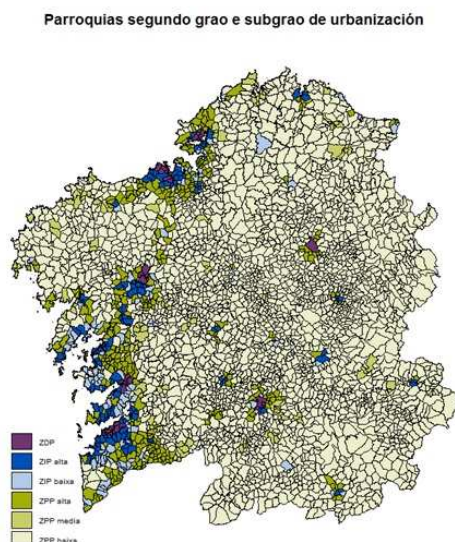 Parroquias segundo grao e subgrao de urbanización
ZDP
ZIP alta
ZIP baixa
ZPP alta
ZPP media
ZPP baixa